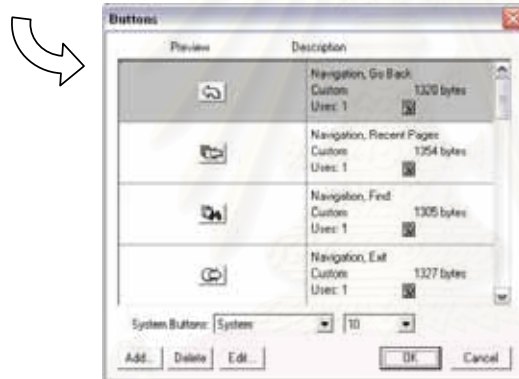 Buttons
Preview Description
Navigation, Go Back
Custom 1320 bytes
Uses: 1
Navigation, Recent Pages
Custom 1354 bytes
Uses: 1
Navigation, Find
Custom 1305 bytes
Uses: 1
Navigation, Exit
Custom 1327 bytes
Uses: 1
System Buttons: System 10
Add... Delete Edit... OK Cancel